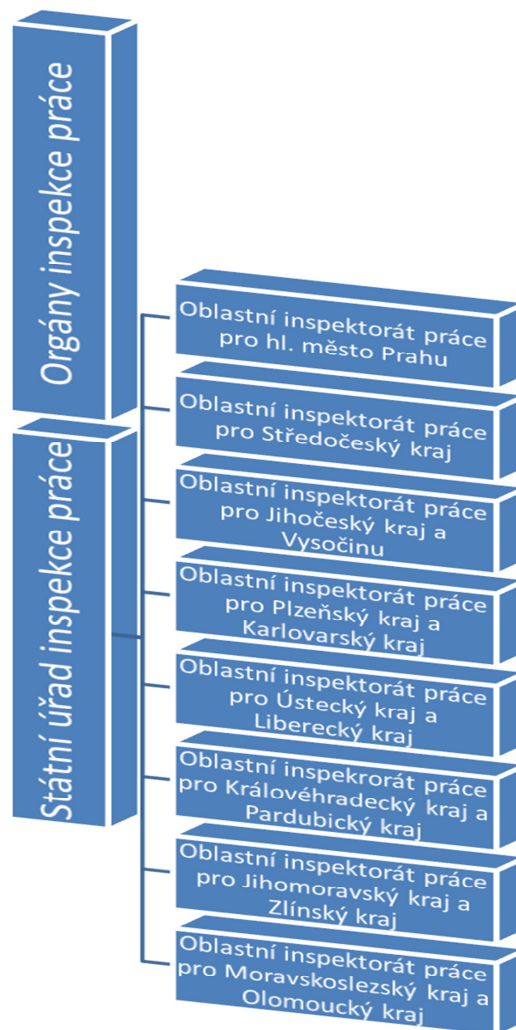 Orgány inspekce práce
Státní úřad inspekce práce
Oblastní inspektorát práce
pro hl. město Prahu
Oblastní inspektorát práce
pro Středočeský kraj
Oblastní inspektorát práce
pro Jihočeský kraj a
Vysočinu
Oblastní inspektorát práce
pro Plzeňský kraj a
Karlovarský kraj
Oblastní inspektorát práce
pro Ústecký kraj a
Liberecký kraj
Oblastní inspekrorát práce
pro Královéhradecký kraj a
Pardubický kraj
Oblastní inspektorát práce
pro Jihomoravský kraj a
Zlínský kraj
Oblastní inspektorát práce
pro Moravskoslezský kraj a
Olomoucký kraj